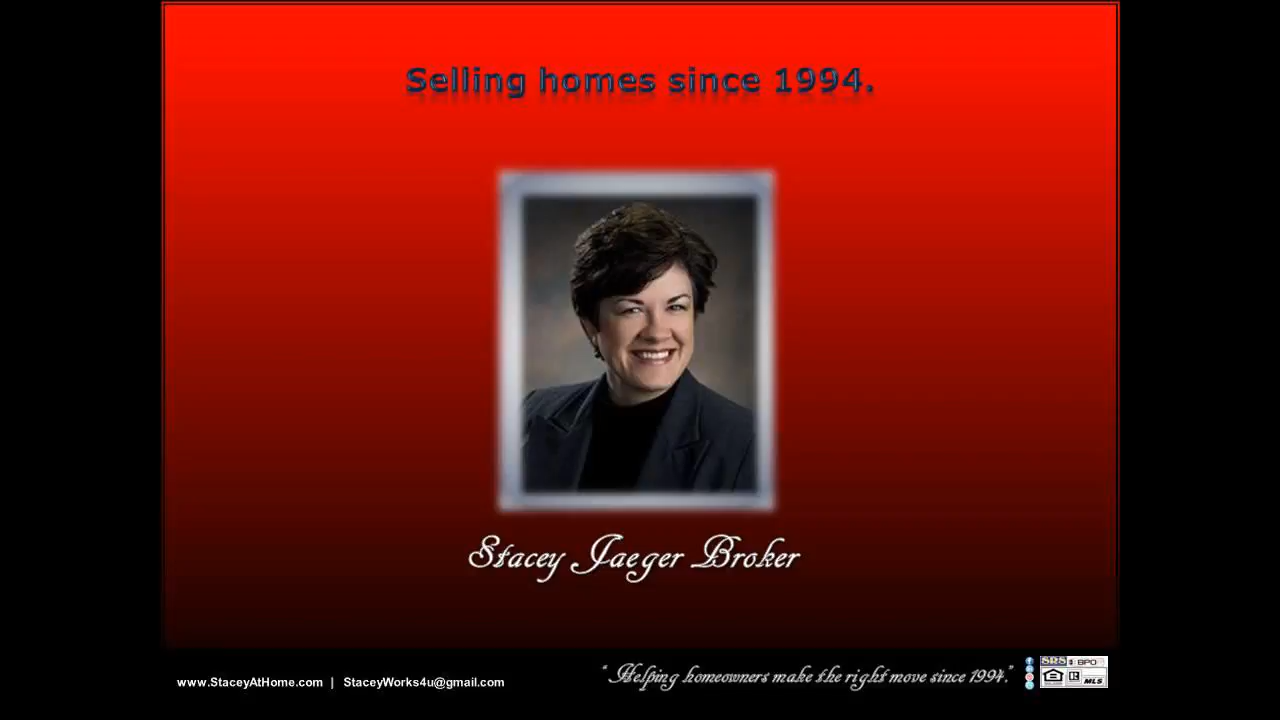 Selling homes since 1994.
Stacey Jaeger Broker
www.StaceyAtHome.com | StaceyWorks4u@gmail.com
“Helping homeowners make the right move since 1994.”
SRS BPO
R MLS